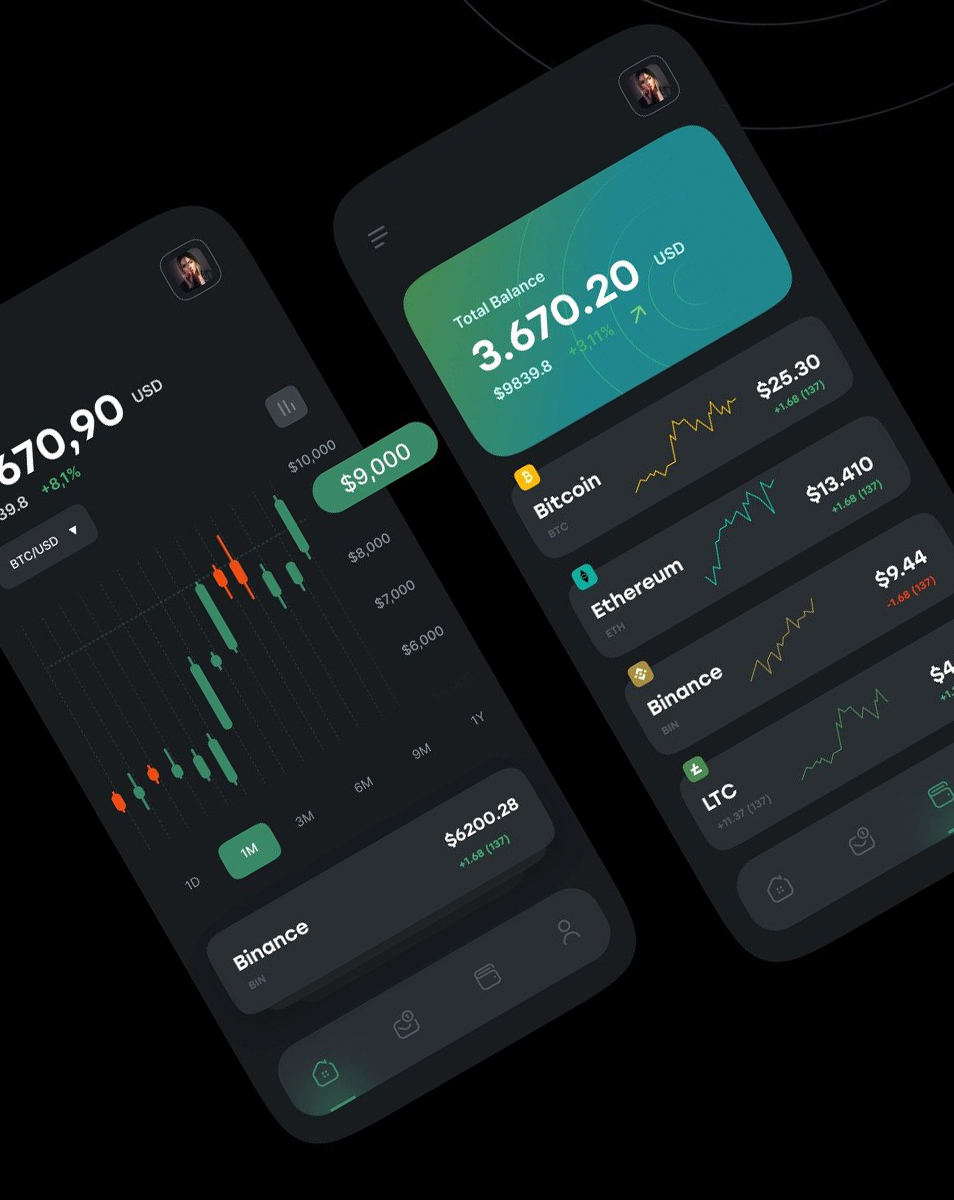 670,90 USD
39.8 +8,1%
BTC/USD
$10,000
$9,000
$8,000
$7,000
$6,000
1D 1M 3M 6M 9M 1Y
Binance $6200.28
BIN +1.68 (137)
Total Balance
3.670.20 USD
$9839.8 +3,11%
Bitcoin $25.30
BTC +1.68 (137)
Ethereum $13.410
ETH +1.68 (137)
Binance $9.44
BIN -1.68 (137)
LTC $4
+11.37 (137)